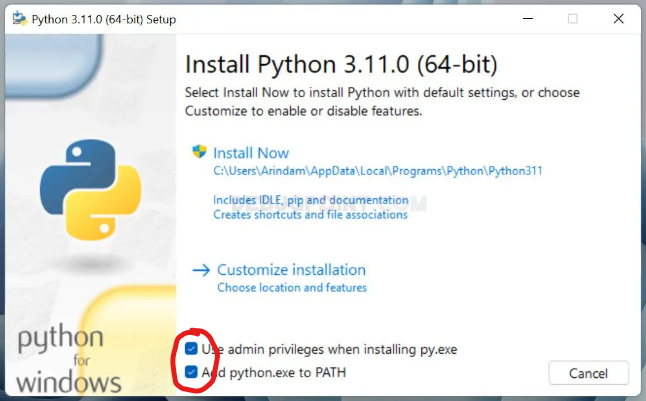 Python 3.11.0 (64-bit) Setup
Install Python 3.11.0 (64-bit)
Select Install Now to install Python with default settings, or choose
Customize to enable or disable features.
Install Now
C:\Users\Arindam\AppData\Local\Programs\Python\Python311
Includes IDLE, pip and documentation
Creates shortcuts and file associations
Customize installation
Choose location and features
python
for
windows
Use admin privileges when installing py.exe
Add python.exe to PATH
Cancel